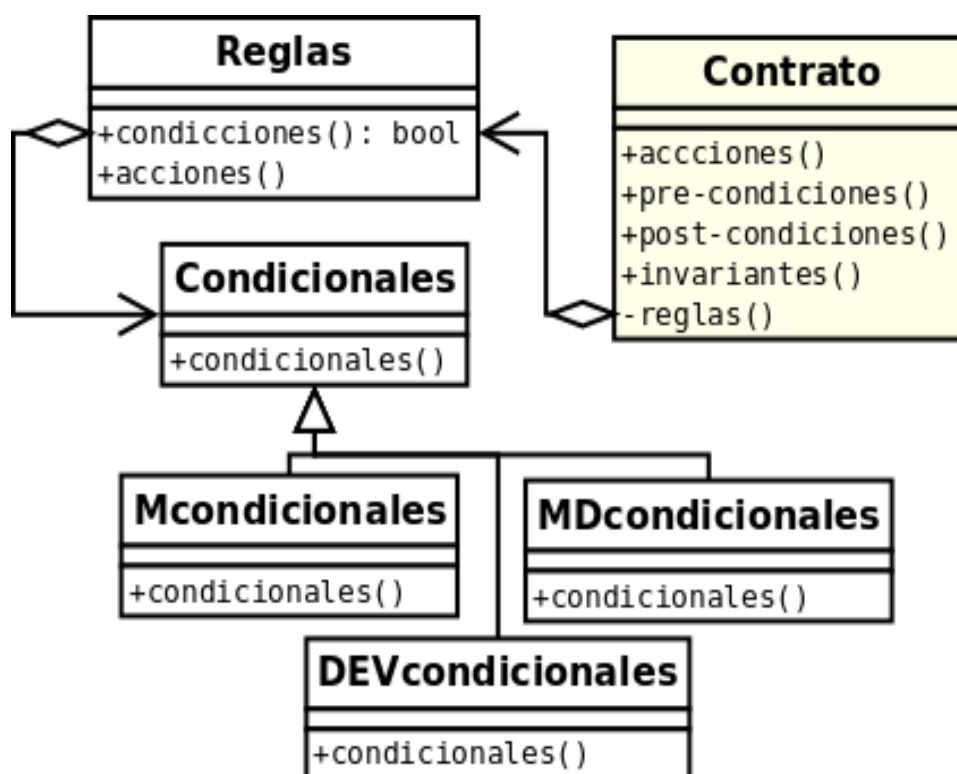 Reglas
+condicciones(): bool
+acciones()
Contrato
+accciones()
+pre-condiciones()
+post-condiciones()
+invariantes()
-reglas()
Condicionales
+condicionales()
Mcondicionales
+condicionales()
MDcondicionales
+condicionales()
DEVcondicionales
+condicionales()